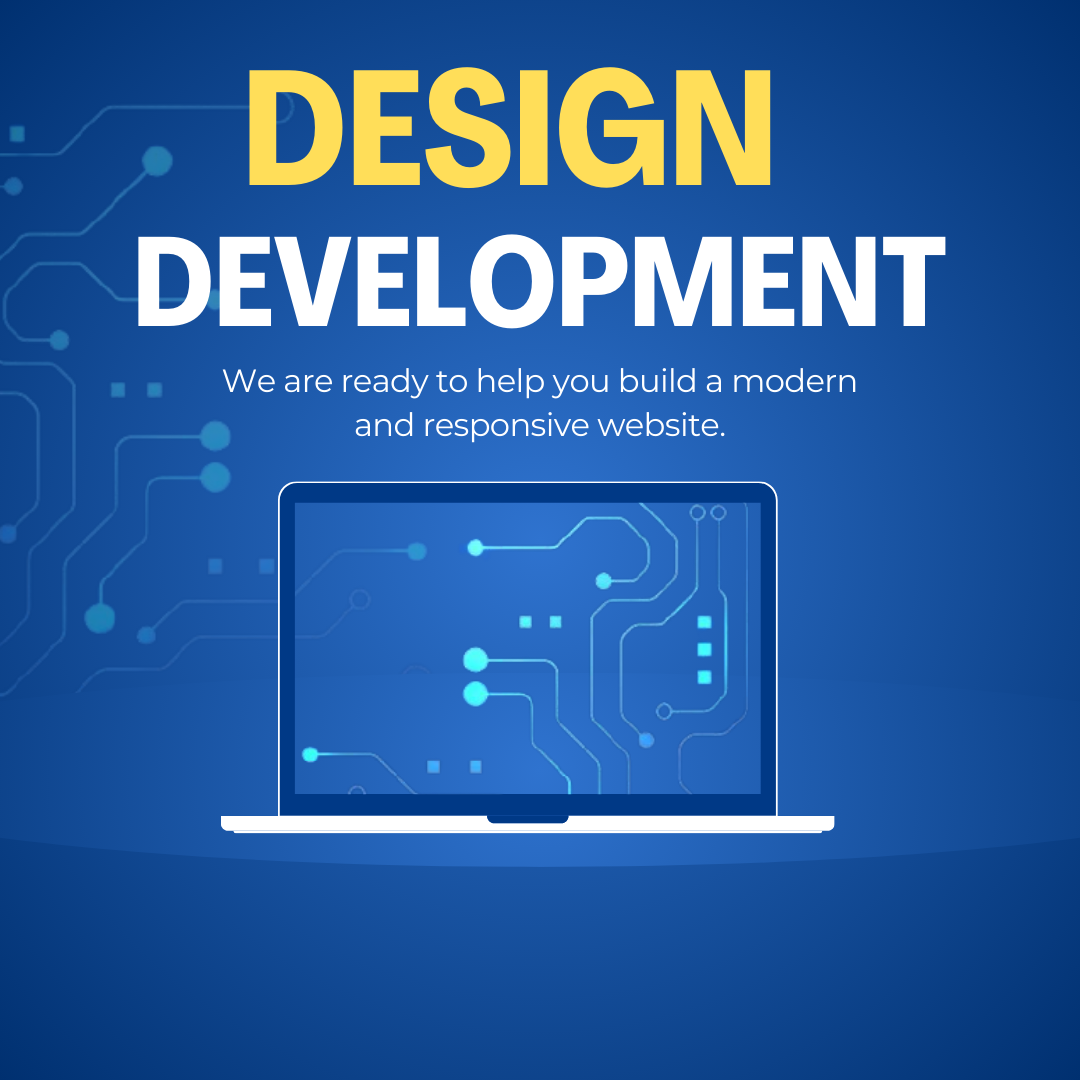 DESIGN
DEVELOPMENT
We are ready to help you build a modern
and responsive website.